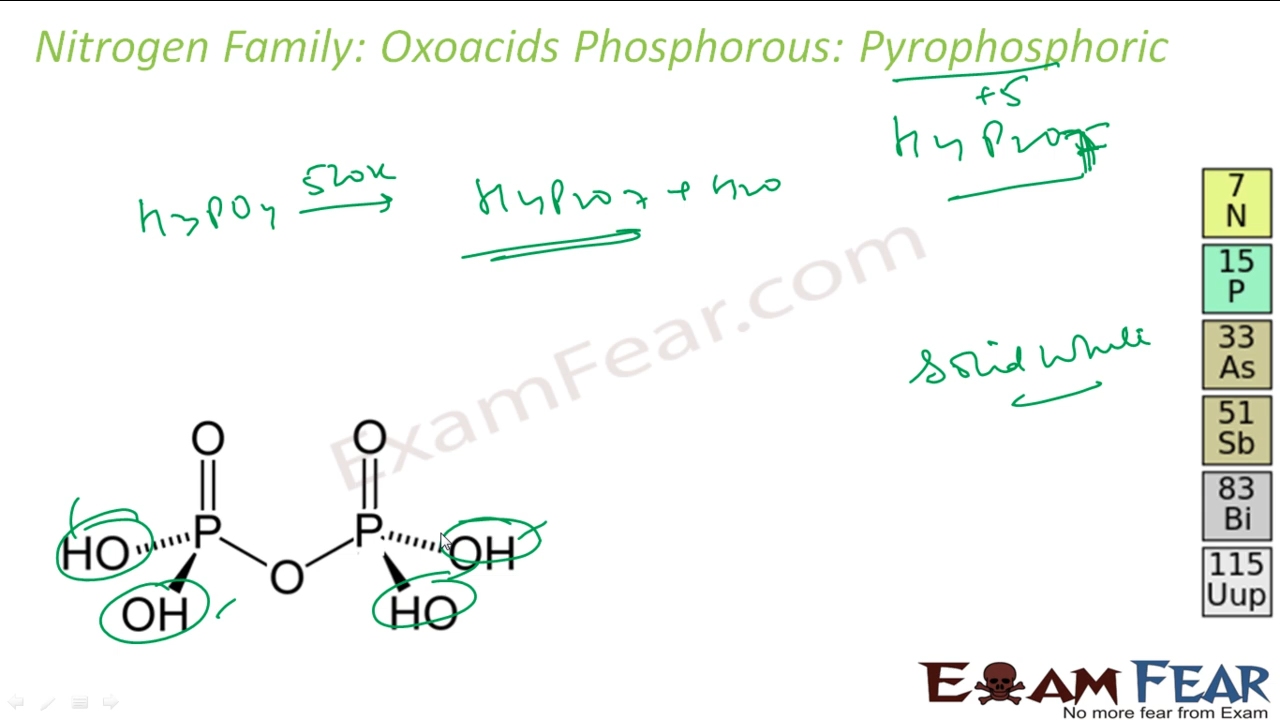 Nitrogen Family: Oxoacids Phosphorous: Pyrophosphoric
+5
H4P2O7
H3PO4 520K → H4P2O7 + H2O
Solid White
ExamFear.com
O O
HO P P OH
O
OH HO
7
N
15
P
33
As
51
Sb
83
Bi
115
Uup
EXAM FEAR
No more fear from Exam